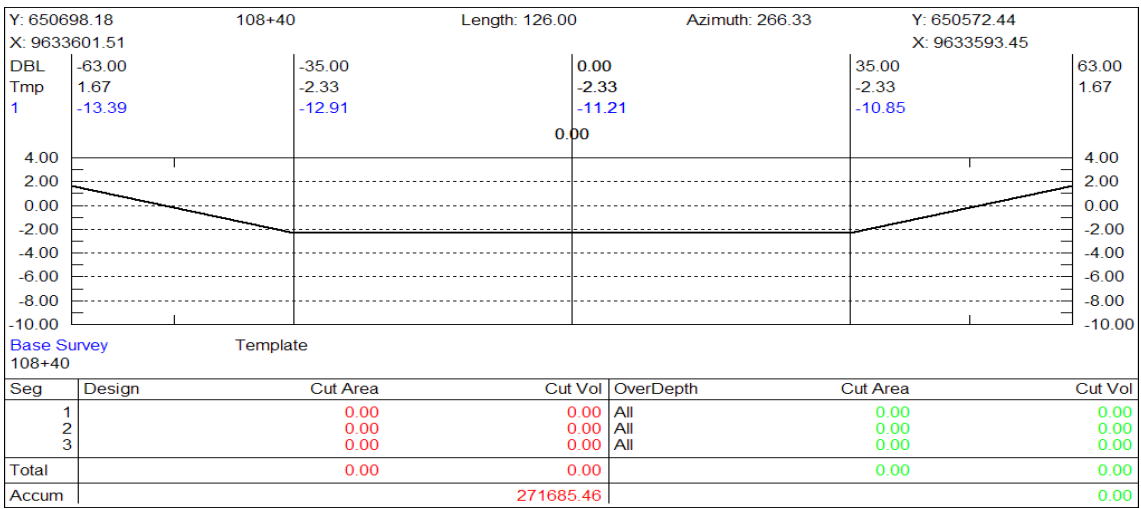 Y: 650698.18 108+40 Length: 126.00 Azimuth: 266.33 Y: 650572.44
X: 9633601.51 X: 9633593.45
DBL -63.00 -35.00 0.00 35.00 63.00
Tmp 1.67 -2.33 -2.33 -2.33 1.67
1 -13.39 -12.91 -11.21 -10.85
0.00
4.00 4.00
2.00 2.00
0.00 0.00
-2.00 -2.00
-4.00 -4.00
-6.00 -6.00
-8.00 -8.00
-10.00 -10.00
Base Survey Template
108+40
Seg Design Cut Area Cut Vol OverDepth Cut Area Cut Vol
1 0.00 0.00 All 0.00 0.00
2 0.00 0.00 All 0.00 0.00
3 0.00 0.00 All 0.00 0.00
Total 0.00 0.00 0.00 0.00
Accum 271685.46 0.00